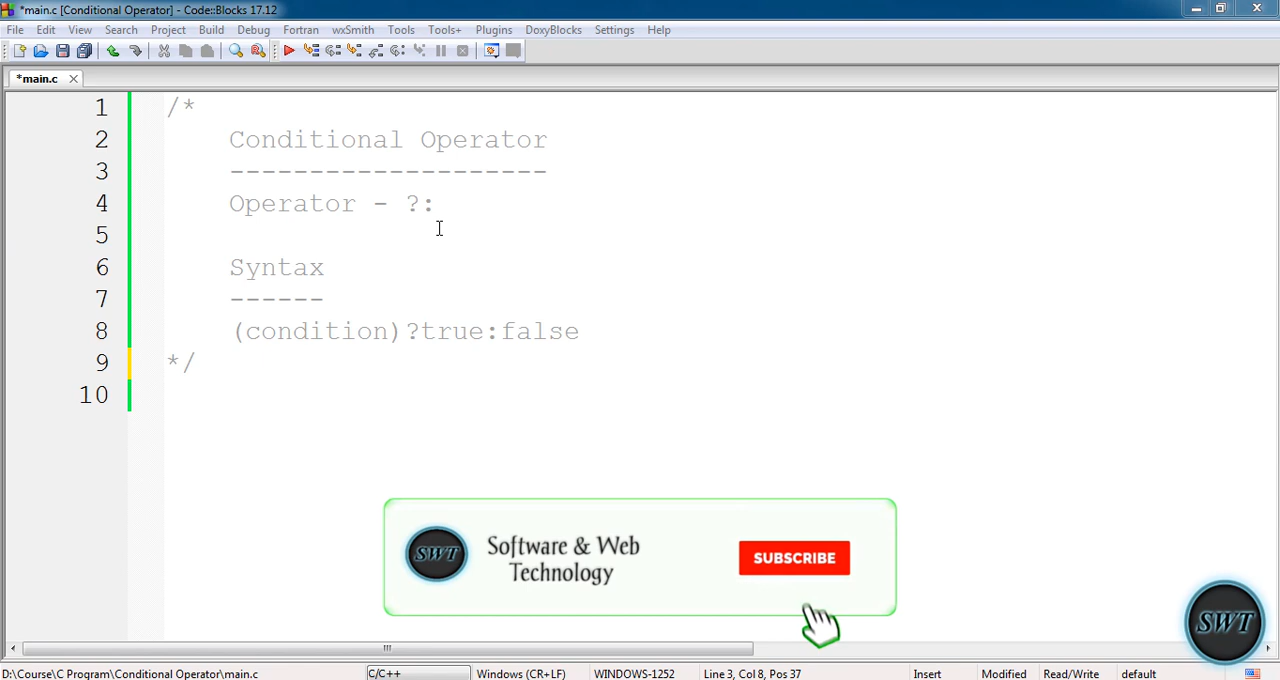 *main.c [Conditional Operator] - Code::Blocks 17.12
File Edit View Search Project Build Debug Fortran wxSmith Tools Tools+ Plugins DoxyBlocks Settings Help
*main.c
1 /*
2 Conditional Operator
3 --------------------
4 Operator - ?:
5
6 Syntax
7 ------
8 (condition)?true:false
9 */
10
SWT Software & Web Technology SUBSCRIBE
SWT
D:\Course\C Program\Conditional Operator\main.c C/C++ Windows (CR+LF) WINDOWS-1252 Line 3, Col 8, Pos 37 Insert Modified Read/Write default